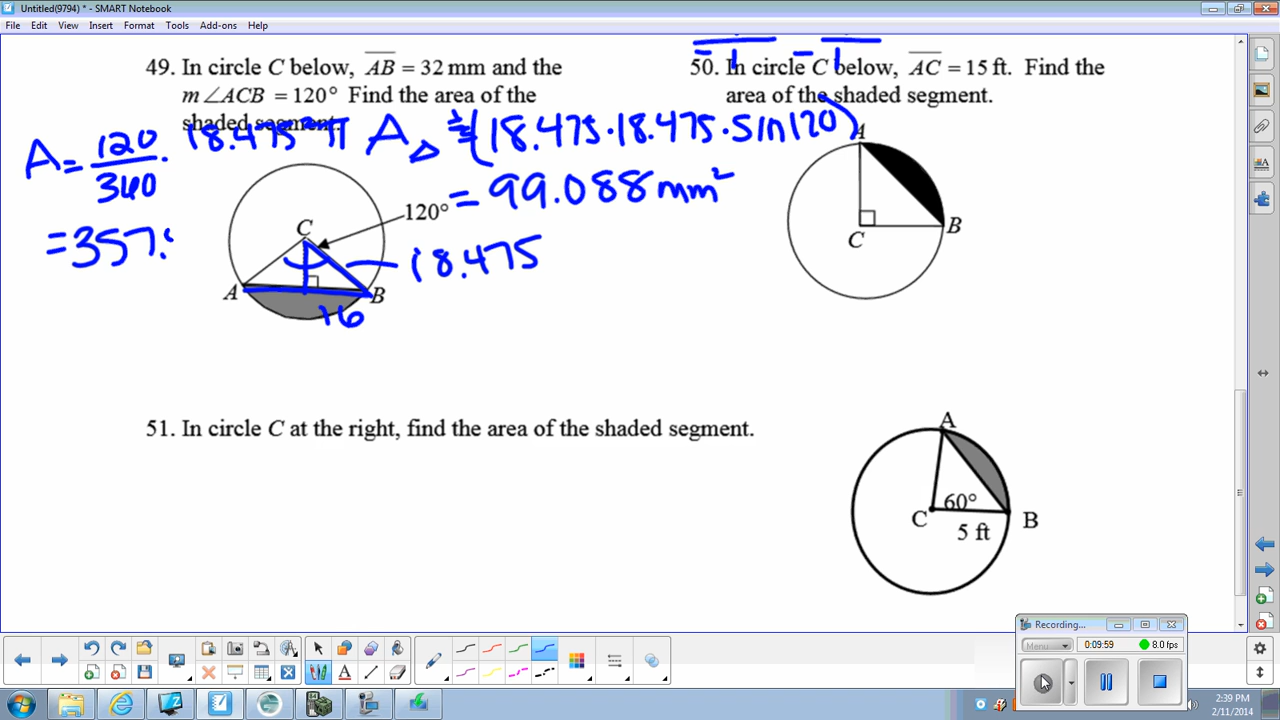 Untitled(9794) * - SMART Notebook
File Edit View Insert Format Tools Add-ons Help
49. In circle C below, AB = 32 mm and the
m∠ACB = 120° Find the area of the
shaded segment.
A = 120/360 · 18.475² π
= 357.8
A△ ½(18.475·18.475·sin120)
= 99.088 mm²
120°
C
18.475
A
B
16
50. In circle C below, AC = 15 ft. Find the
area of the shaded segment.
A
C
B
51. In circle C at the right, find the area of the shaded segment.
A
60°
C
B
5 ft
Recording...
Menu
0:09:59
8.0 fps
2:39 PM
2/11/2014